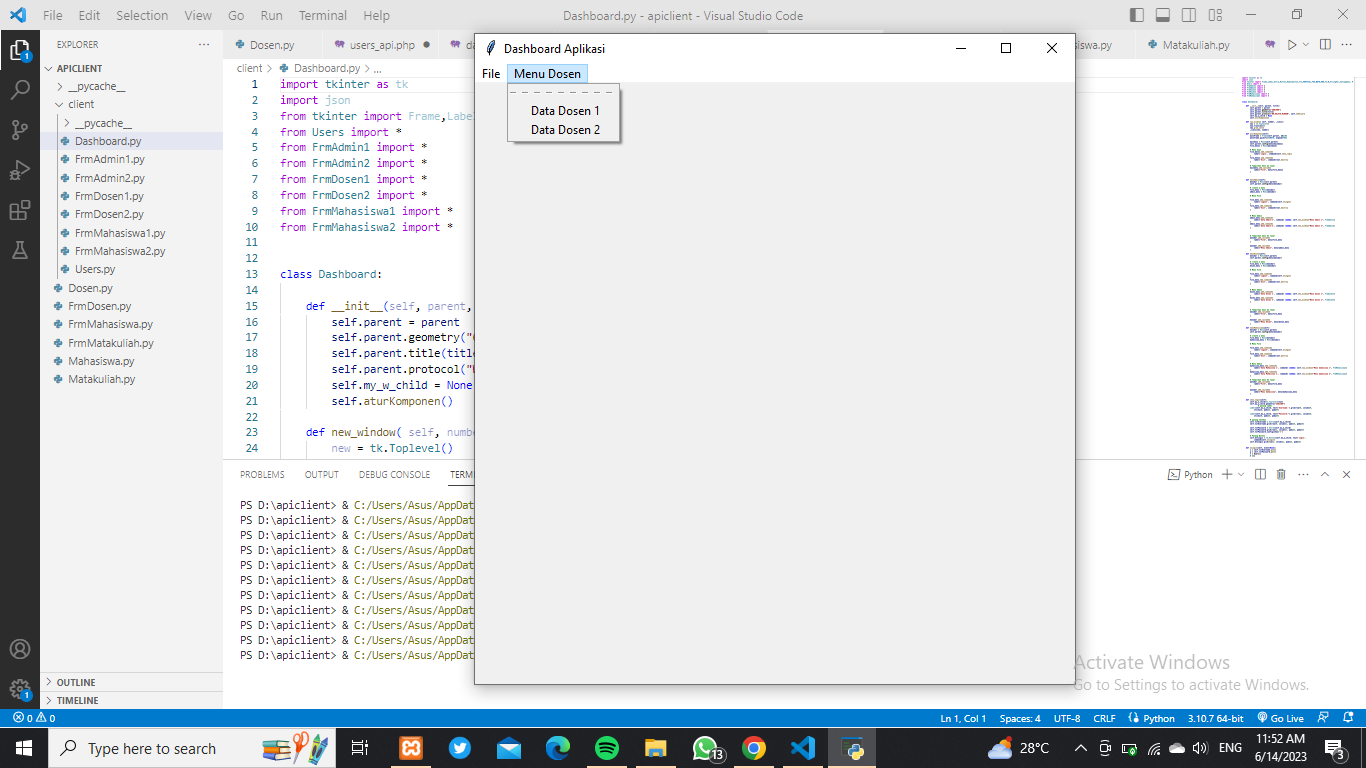 File Edit Selection View Go Run Terminal Help
Dashboard.py - apiclient - Visual Studio Code
EXPLORER
Dosen.py
users_api.php
Matakuliah.py
APICLIENT
__pycache__
client
__pycache__
Dashboard.py
FrmAdmin1.py
FrmAdmin2.py
FrmDosen1.py
FrmDosen2.py
FrmMahasiswa1.py
FrmMahasiswa2.py
Users.py
Dosen.py
FrmDosen.py
FrmMahasiswa.py
FrmMatakuliah.py
Mahasiswa.py
Matakuliah.py
OUTLINE
TIMELINE
client > Dashboard.py > ...
1 import tkinter as tk
2 import json
3 from tkinter import Frame,Labe
4 from Users import *
5 from FrmAdmin1 import *
6 from FrmAdmin2 import *
7 from FrmDosen1 import *
8 from FrmDosen2 import *
9 from FrmMahasiswa1 import *
10 from FrmMahasiswa2 import *
11
12
13 class Dashboard:
14
15 def __init__(self, parent,
16 self.parent = parent
17 self.parent.geometry("
18 self.parent.title(titl
19 self.parent.protocol("
20 self.my_w_child = None
21 self.aturKomponen()
22
23 def new_window( self, numbe
24 new = tk.Toplevel()
Dashboard Aplikasi
File Menu Dosen
Data Dosen 1
Data Dosen 2
PROBLEMS OUTPUT DEBUG CONSOLE TERM
Python
PS D:\apiclient> & C:/Users/Asus/AppDat
PS D:\apiclient> & C:/Users/Asus/AppDat
PS D:\apiclient> & C:/Users/Asus/AppDat
PS D:\apiclient> & C:/Users/Asus/AppDat
PS D:\apiclient> & C:/Users/Asus/AppDat
PS D:\apiclient> & C:/Users/Asus/AppDat
PS D:\apiclient> & C:/Users/Asus/AppDat
PS D:\apiclient> & C:/Users/Asus/AppDat
PS D:\apiclient> & C:/Users/Asus/AppDat
PS D:\apiclient> & C:/Users/Asus/AppDat
PS D:\apiclient> & C:/Users/Asus/AppDat
Activate Windows
Go to Settings to activate Windows.
0 0
Ln 1, Col 1 Spaces: 4 UTF-8 CRLF Python 3.10.7 64-bit Go Live
Type here to search
13
28°C
ENG
11:52 AM
6/14/2023
3